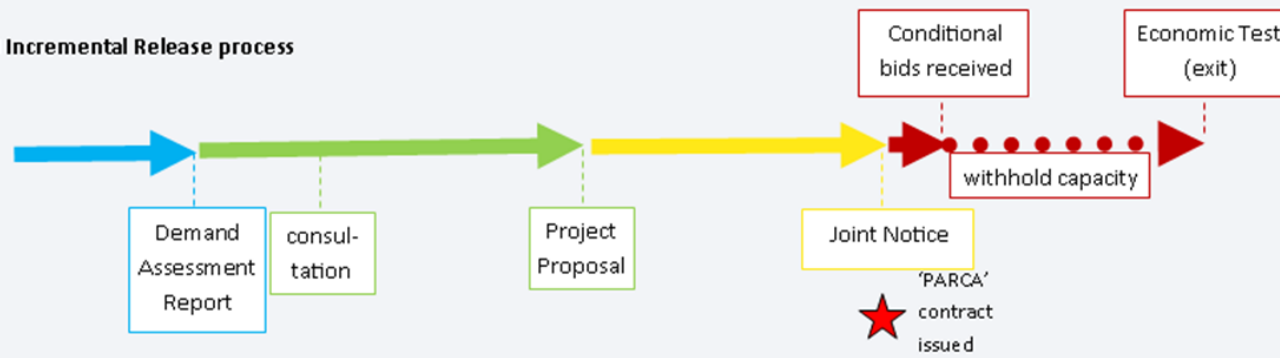 Incremental Release process
Conditional
bids received
Economic Test
(exit)
withhold capacity
Demand
Assessment
Report
consul-
tation
Project
Proposal
Joint Notice
‘PARCA’
contract
issued